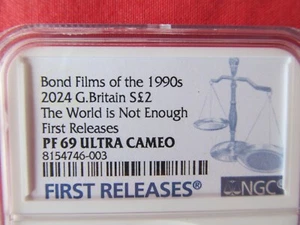 Bond Films of the 1990s
2024 G.Britain S£2
The World is Not Enough
First Releases
PF 69 ULTRA CAMEO
8154746-003
FIRST RELEASES®
NGC